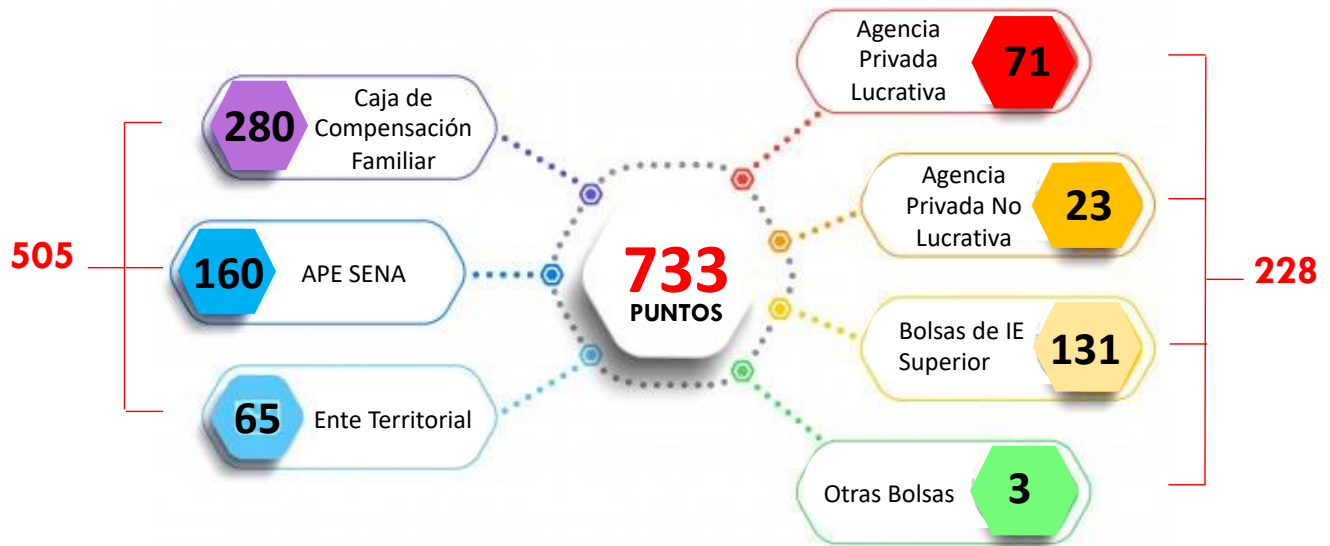 505
280
Caja de
Compensación
Familiar
160
APE SENA
65
Ente Territorial
733
PUNTOS
Agencia
Privada
Lucrativa
71
Agencia
Privada No
Lucrativa
23
Bolsas de IE
Superior
131
Otras Bolsas
3
228